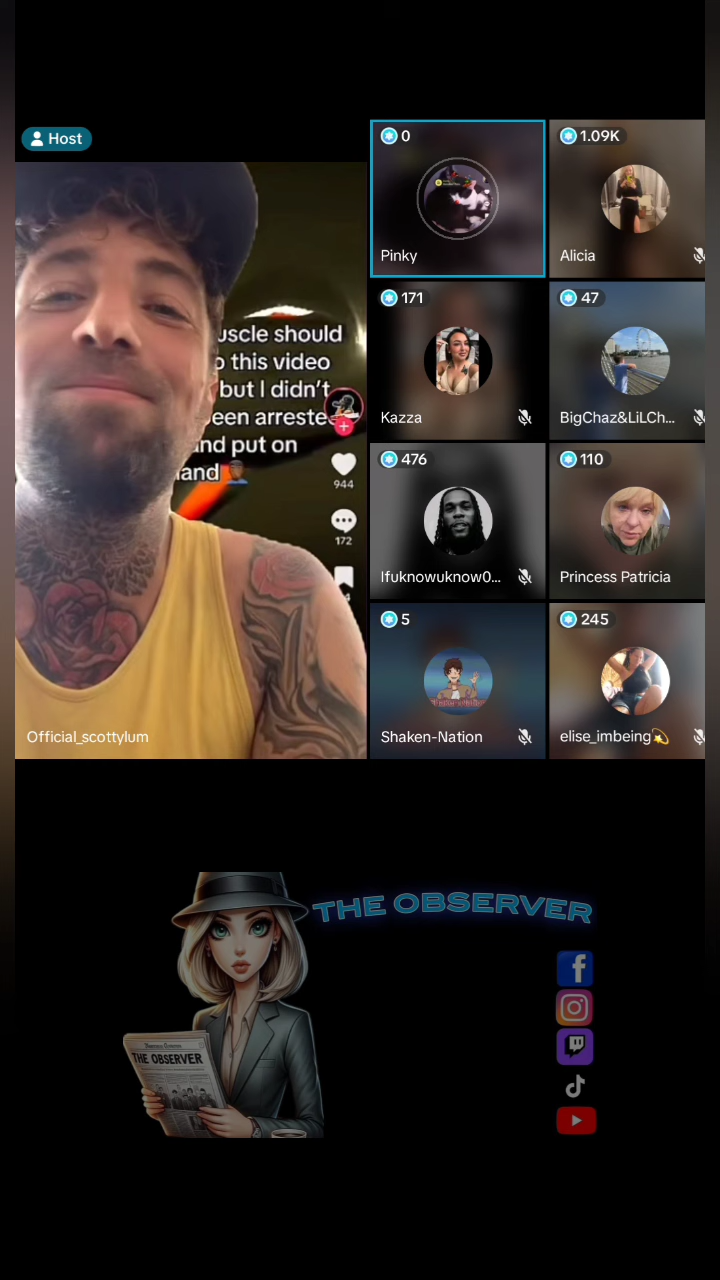 Host
0
Pinky
1.09K
Alicia
uscle should
this video
but I didn't
een arreste
nd put on
and 🤦🏾‍♂️
944
172
171
Kazza
47
BigChaz&LiLCh...
476
Ifuknowuknow0...
110
Princess Patricia
5
Shaken-Nation
245
elise_imbeing💫
Official_scottylum
THE OBSERVER
THE OBSERVER